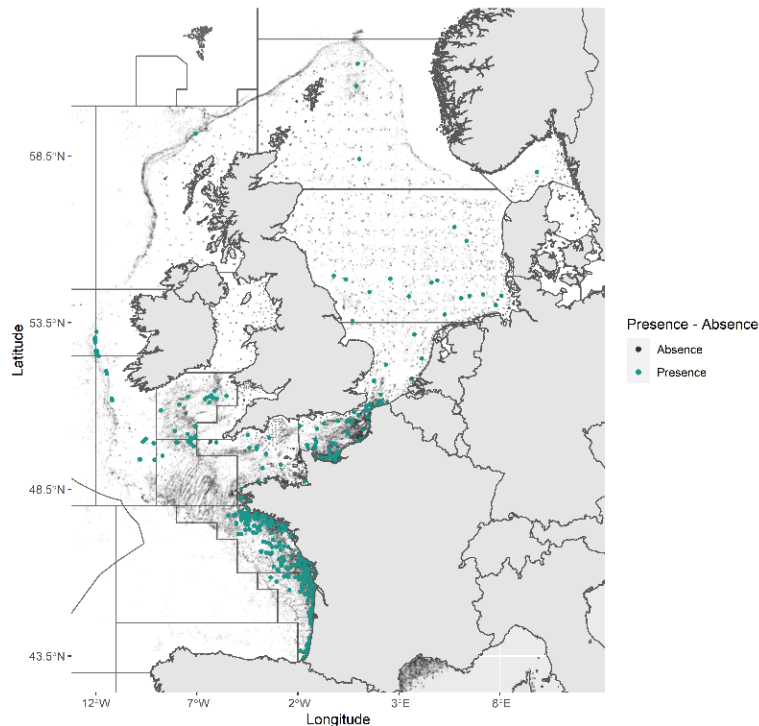 58.5°N
53.5°N
48.5°N
43.5°N
Latitude
12°W
7°W
2°W
3°E
8°E
Longitude
Presence - Absence
Absence
Presence